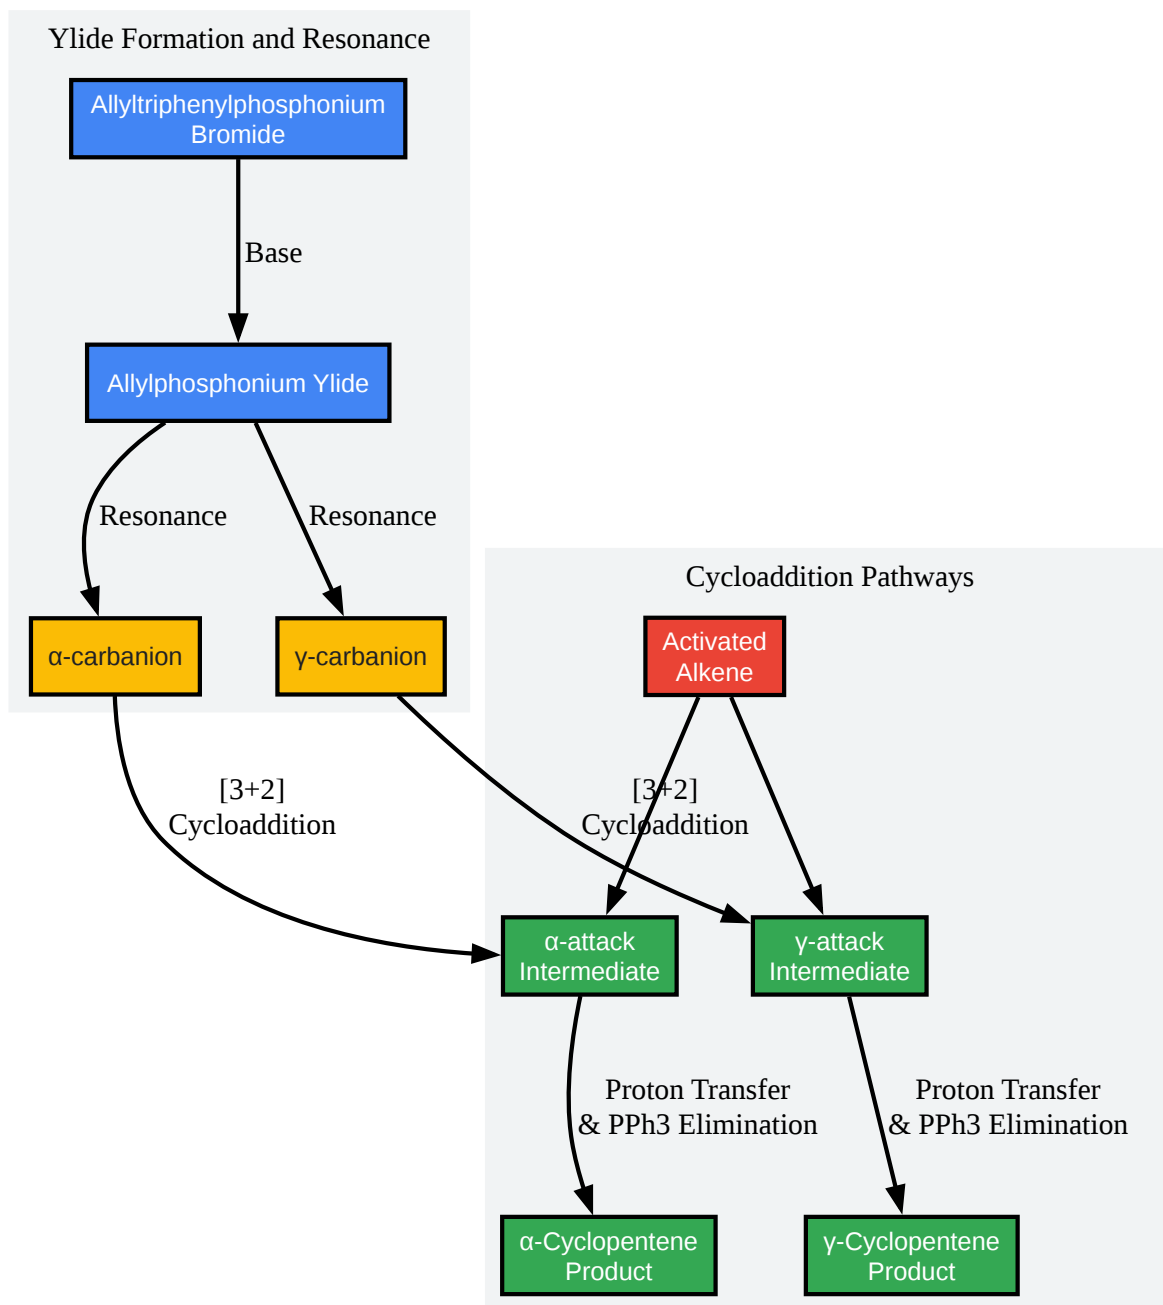 Ylide Formation and Resonance
Allyltriphenylphosphonium
Bromide
Base
Allylphosphonium Ylide
Resonance
Resonance
α-carbanion
γ-carbanion
Cycloaddition Pathways
Activated
Alkene
[3+2]
Cycloaddition
[3+2]
Cycloaddition
α-attack
Intermediate
γ-attack
Intermediate
Proton Transfer
& PPh3 Elimination
Proton Transfer
& PPh3 Elimination
α-Cyclopentene
Product
γ-Cyclopentene
Product